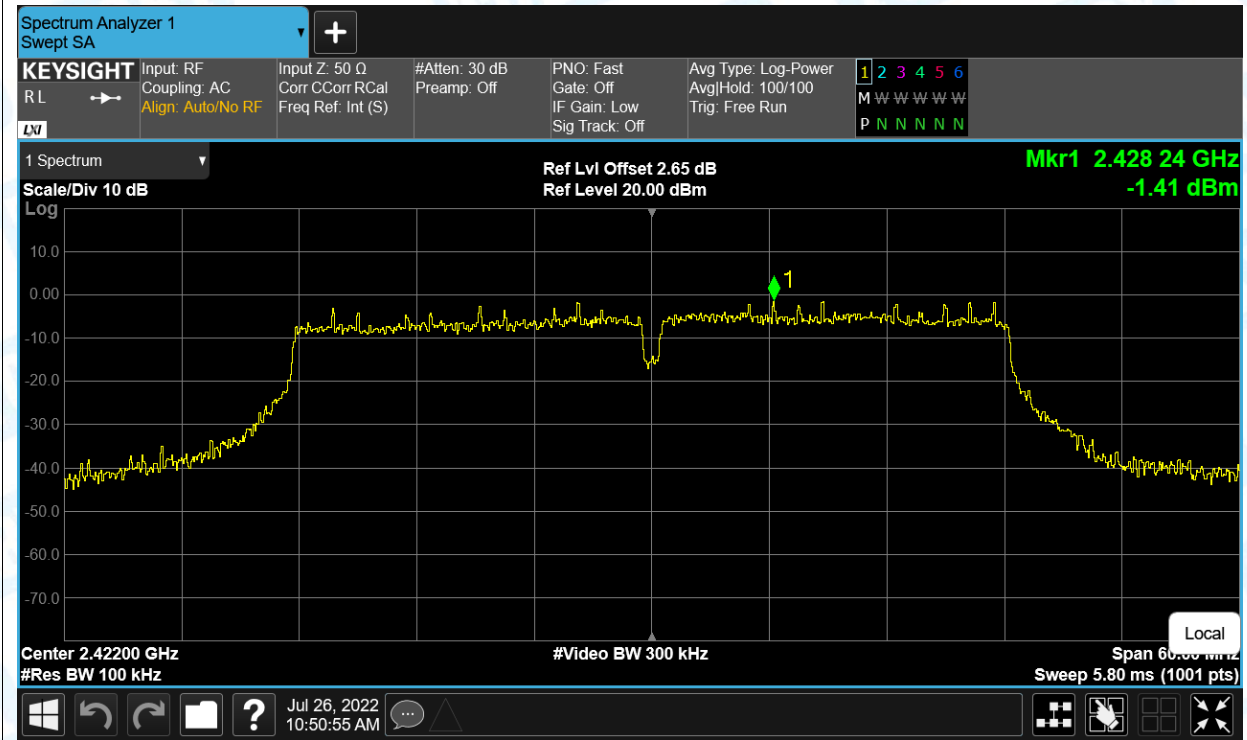 Spectrum Analyzer 1
Swept SA
KEYSIGHT
R L
LXI
Input: RF
Coupling: AC
Align: Auto/No RF
Input Z: 50 Ω
Corr CCorr RCal
Freq Ref: Int (S)
#Atten: 30 dB
Preamp: Off
PNO: Fast
Gate: Off
IF Gain: Low
Sig Track: Off
Avg Type: Log-Power
Avg|Hold: 100/100
Trig: Free Run
1 2 3 4 5 6
M W W W W W
P N N N N N
1 Spectrum
Scale/Div 10 dB
Ref Lvl Offset 2.65 dB
Ref Level 20.00 dBm
Mkr1 2.428 24 GHz
-1.41 dBm
Log
10.0
0.00
-10.0
-20.0
-30.0
-40.0
-50.0
-60.0
-70.0
1
Local
Center 2.42200 GHz
#Video BW 300 kHz
Span 60.00 MHz
#Res BW 100 kHz
Sweep 5.80 ms (1001 pts)
?
Jul 26, 2022
10:50:55 AM